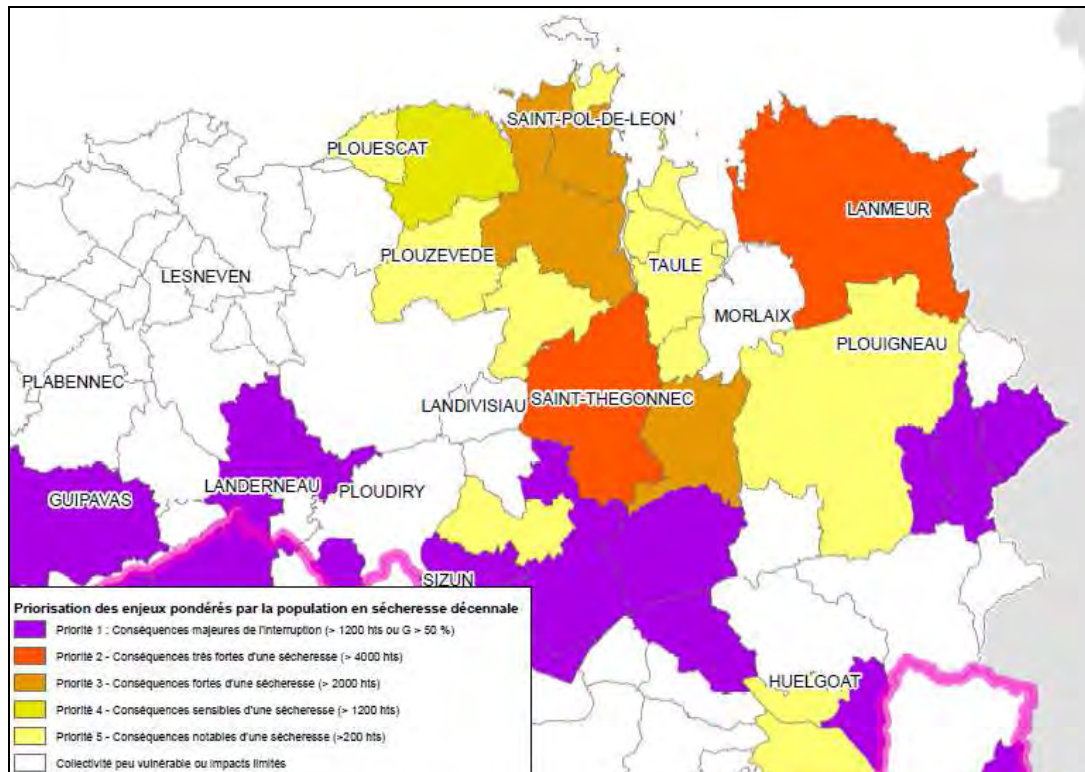 SAINT-POL-DE-LEON
PLOUESCAT
LANMEUR
PLOUZEVEDE
TAULE
LESNEVEN
MORLAIX
PLOUIGNEAU
PLABENNEC
LANDIVISIAU
SAINT-THEGONNEC
GUIPAVAS
LANDERNEAU
PLOUDIRY
SIZUN
HUELGOAT
Priorisation des enjeux pondérés par la population en sécheresse décennale
Priorité 1 : Conséquences majeures de l'interruption (> 1200 hts ou G > 50 %)
Priorité 2 - Conséquences très fortes d'une sécheresse (> 4000 hts)
Priorité 3 - Conséquences fortes d'une sécheresse (> 2000 hts)
Priorité 4 - Conséquences sensibles d'une sécheresse (> 1200 hts)
Priorité 5 - Conséquences notables d'une sécheresse (>200 hts)
Collectivité peu vulnérable ou impacts limités